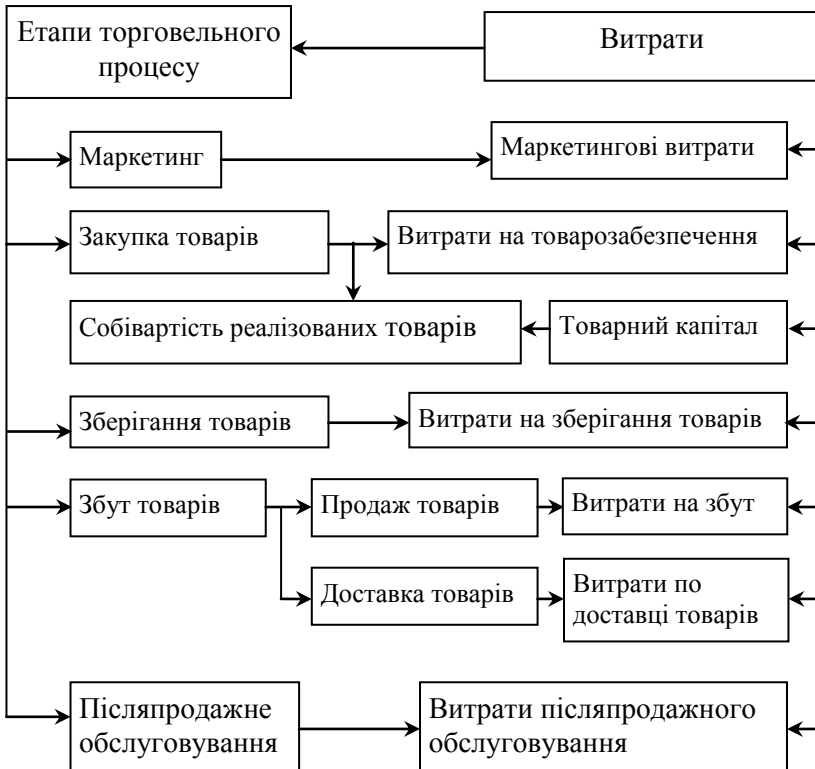 Етапи торговельного
процесу
Витрати
Маркетинг
Маркетингові витрати
Закупка товарів
Витрати на товарозабезпечення
Собівартість реалізованих товарів
Товарний капітал
Зберігання товарів
Витрати на зберігання товарів
Збут товарів
Продаж товарів
Витрати на збут
Доставка товарів
Витрати по
доставці товарів
Післяпродажне
обслуговування
Витрати післяпродажного
обслуговування